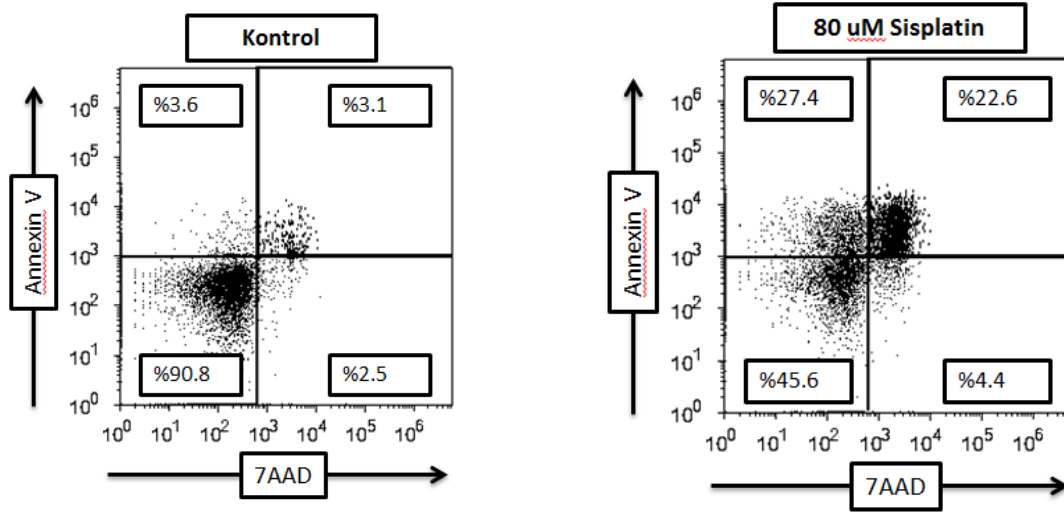 Kontrol
%3.6
%3.1
%90.8
%2.5
Annexin V
10⁶
10⁵
10⁴
10³
10²
10¹
10⁰
10⁰ 10¹ 10² 10³ 10⁴ 10⁵ 10⁶
7AAD
80 uM Sisplatin
%27.4
%22.6
%45.6
%4.4
Annexin V
10⁶
10⁵
10⁴
10³
10²
10¹
10⁰
10⁰ 10¹ 10² 10³ 10⁴ 10⁵ 10⁶
7AAD